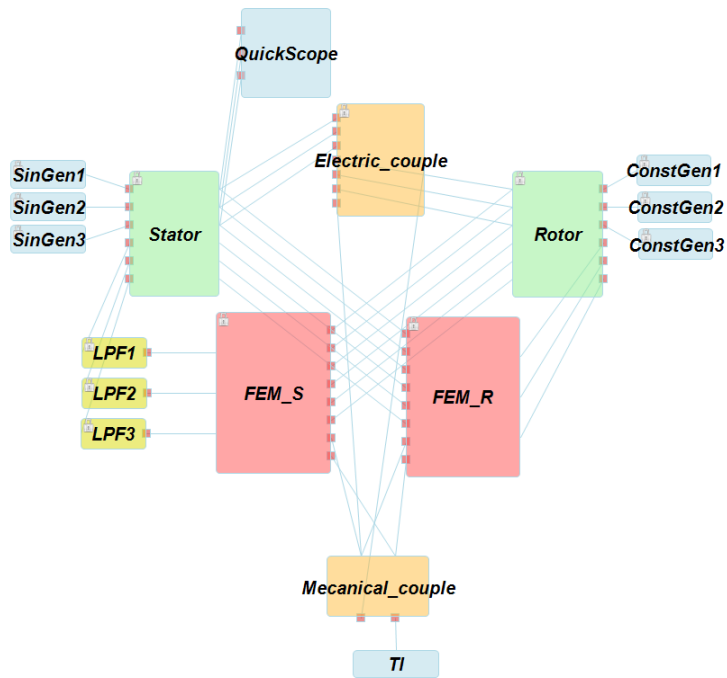 QuickScope
Electric_couple
SinGen1
SinGen2
SinGen3
Stator
Rotor
ConstGen1
ConstGen2
ConstGen3
LPF1
LPF2
LPF3
FEM_S
FEM_R
Mecanical_couple
Tl